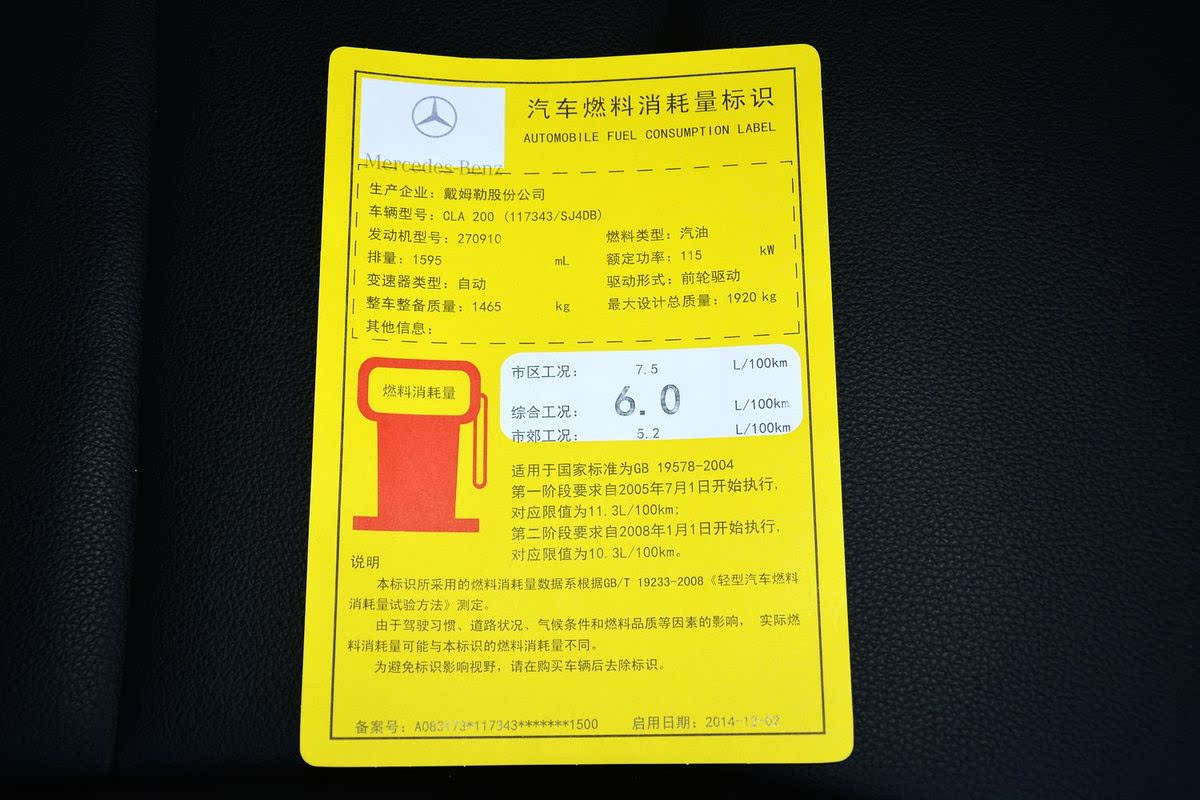 Mercedes-Benz
汽车燃料消耗量标识
AUTOMOBILE FUEL CONSUMPTION LABEL
生产企业：戴姆勒股份公司
车辆型号：CLA 200 (117343/SJ4DB)
发动机型号：270910 燃料类型：汽油
排量：1595 mL 额定功率：115 kW
变速器类型：自动 驱动形式：前轮驱动
整车整备质量：1465 kg 最大设计总质量：1920 kg
其他信息：
燃料消耗量
市区工况： 7.5 L/100km
综合工况： 6.0 L/100km
市郊工况： 5.2 L/100km
适用于国家标准为GB 19578-2004
第一阶段要求自2005年7月1日开始执行,
对应限值为11.3L/100km;
第二阶段要求自2008年1月1日开始执行,
对应限值为10.3L/100km。
说明
本标识所采用的燃料消耗量数据系根据GB/T 19233-2008《轻型汽车燃料
消耗量试验方法》测定。
由于驾驶习惯、道路状况、气候条件和燃料品质等因素的影响， 实际燃
料消耗量可能与本标识的燃料消耗量不同。
为避免标识影响视野，请在购买车辆后去除标识。
备案号：A083173*117343*******1500 启用日期：2014-12-02